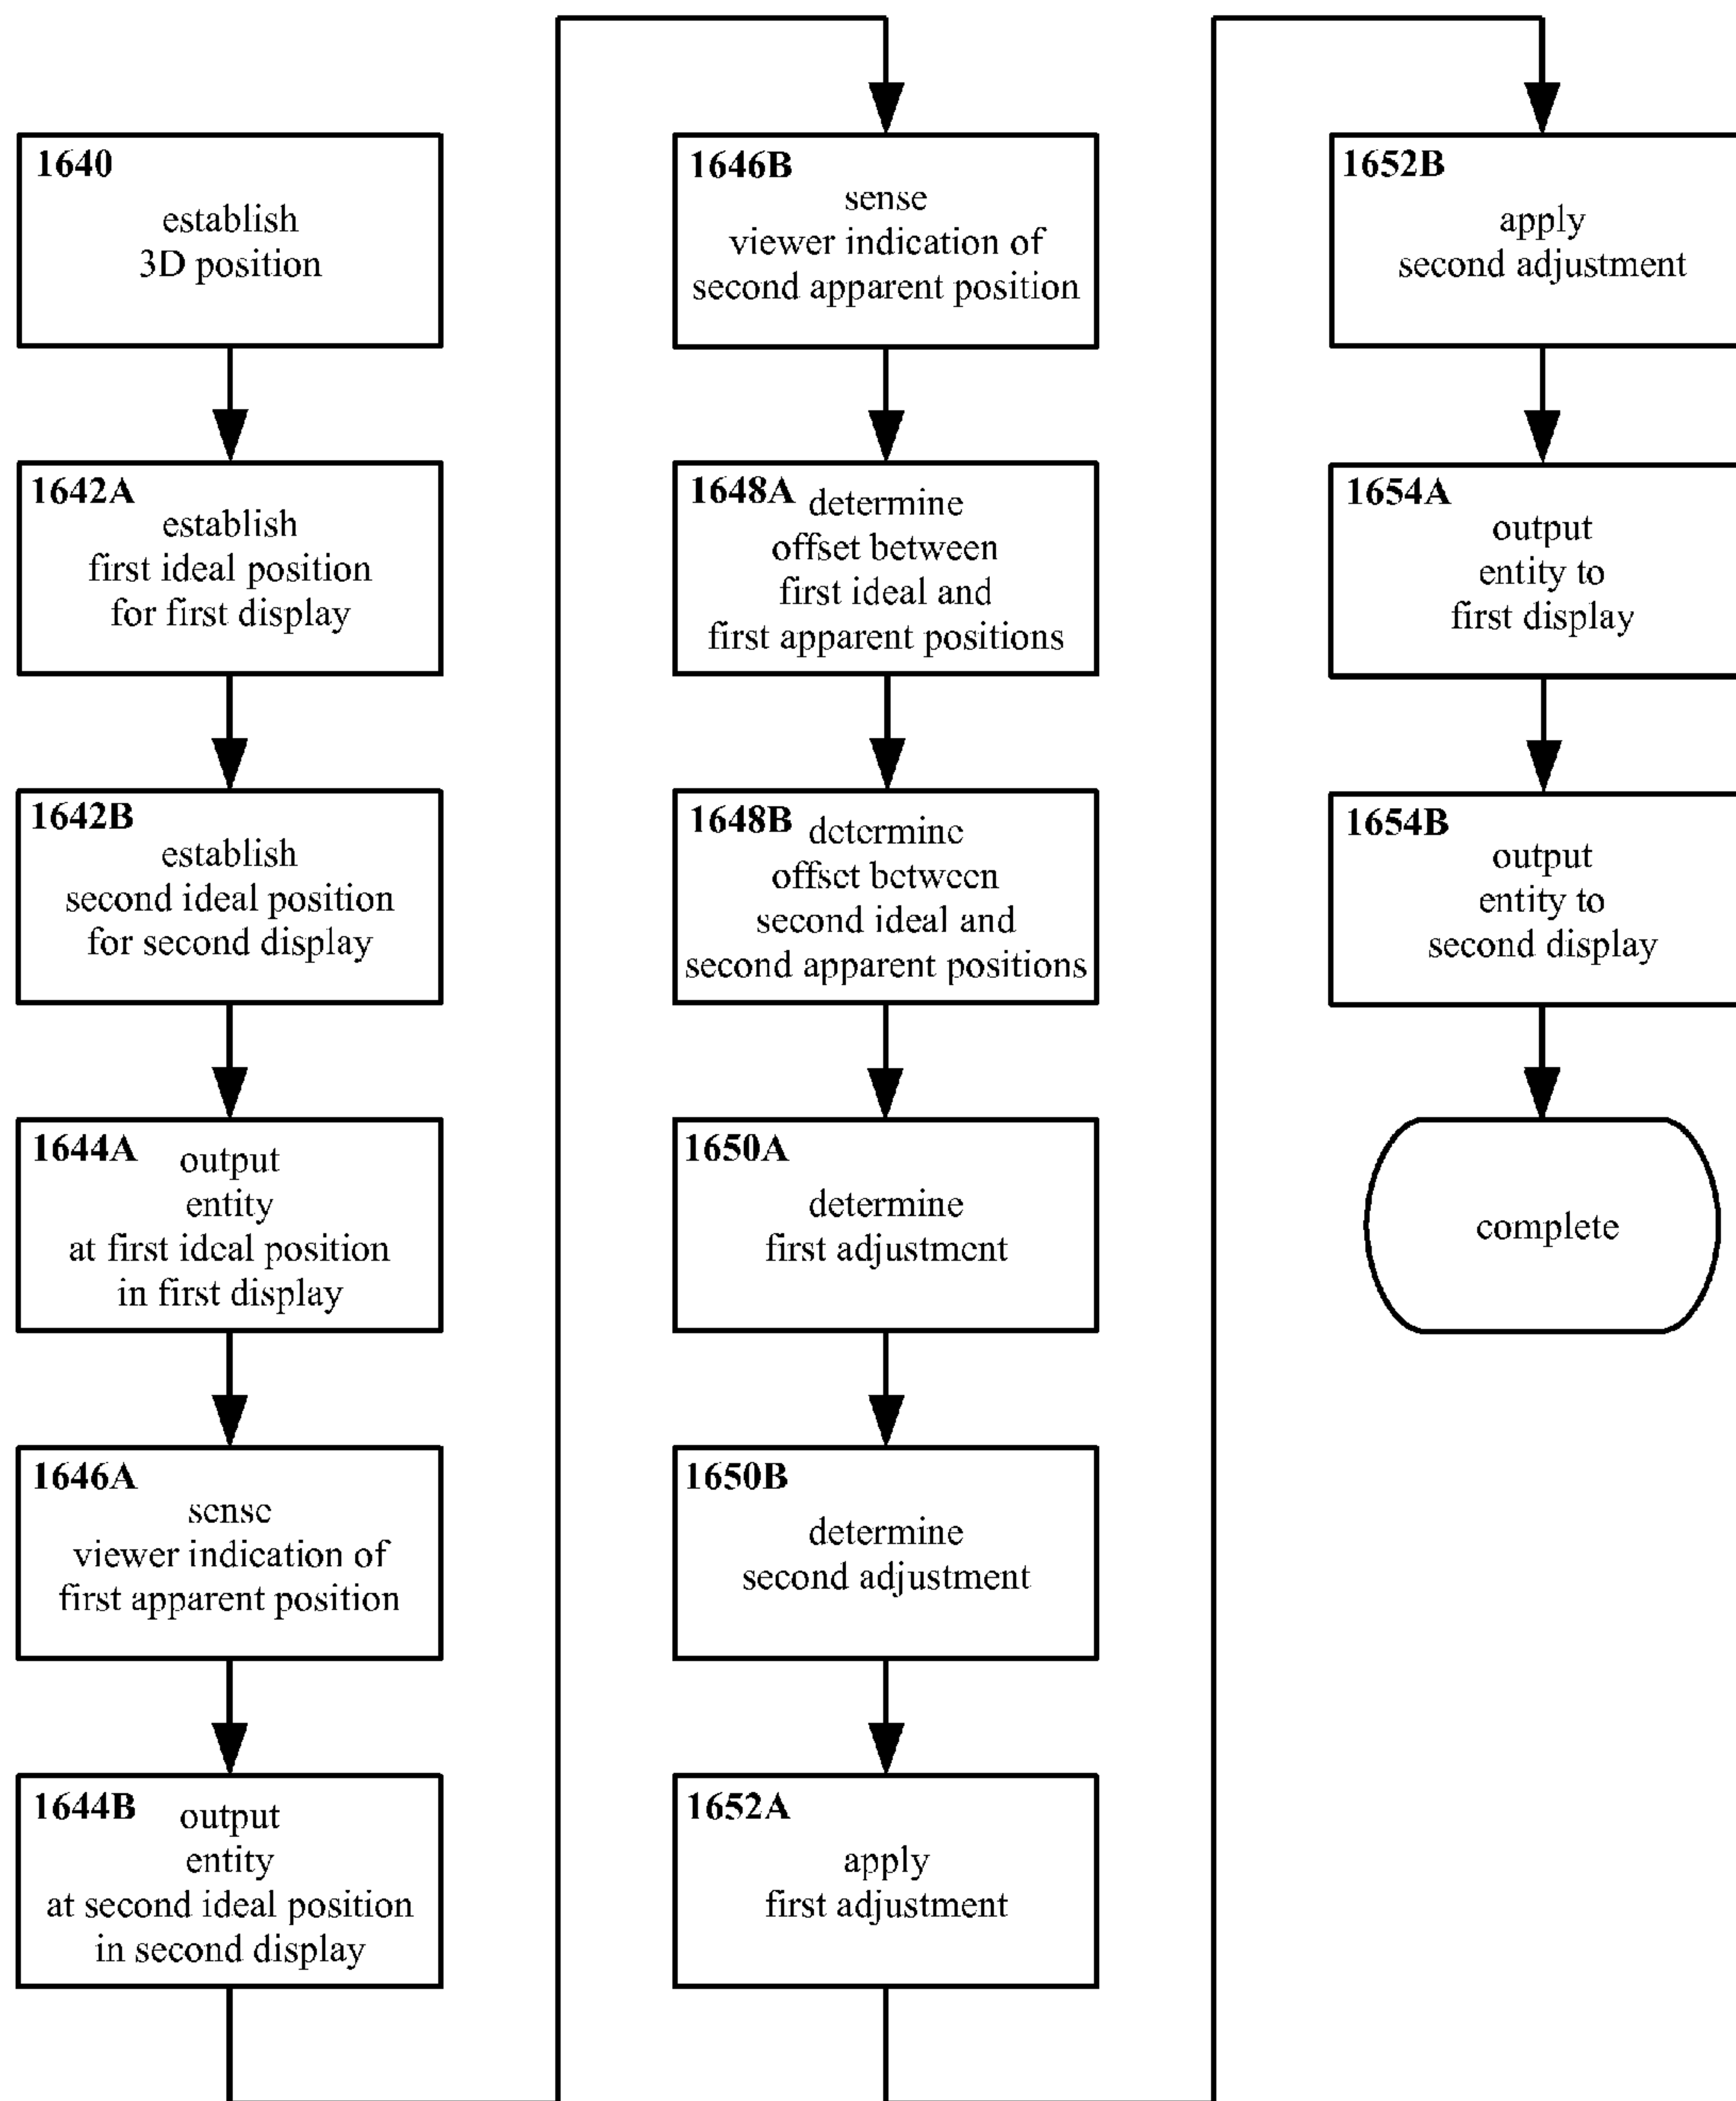 1640
establish
3D position
1642A
establish
first ideal position
for first display
1642B
establish
second ideal position
for second display
1644A
output
entity
at first ideal position
in first display
1646A
sense
viewer indication of
first apparent position
1644B
output
entity
at second ideal position
in second display
1646B
sense
viewer indication of
second apparent position
1648A
determine
offset between
first ideal and
first apparent positions
1648B
determine
offset between
second ideal and
second apparent positions
1650A
determine
first adjustment
1650B
determine
second adjustment
1652A
apply
first adjustment
1652B
apply
second adjustment
1654A
output
entity to
first display
1654B
output
entity to
second display
complete